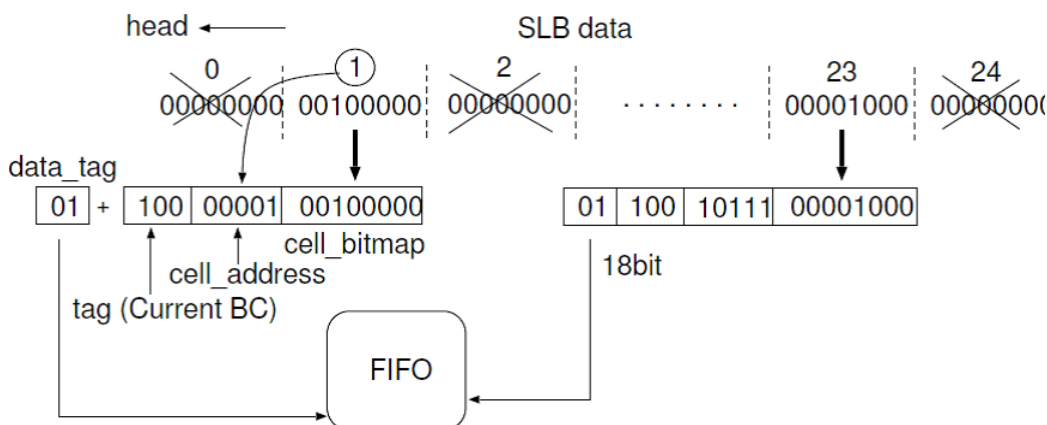 head SLB data
0 1 2 23 24
00000000 00100000 00000000 ........ 00001000 00000000
data_tag
01 + 100 00001 00100000 01 100 10111 00001000
cell_bitmap
cell_address 18bit
tag (Current BC)
FIFO